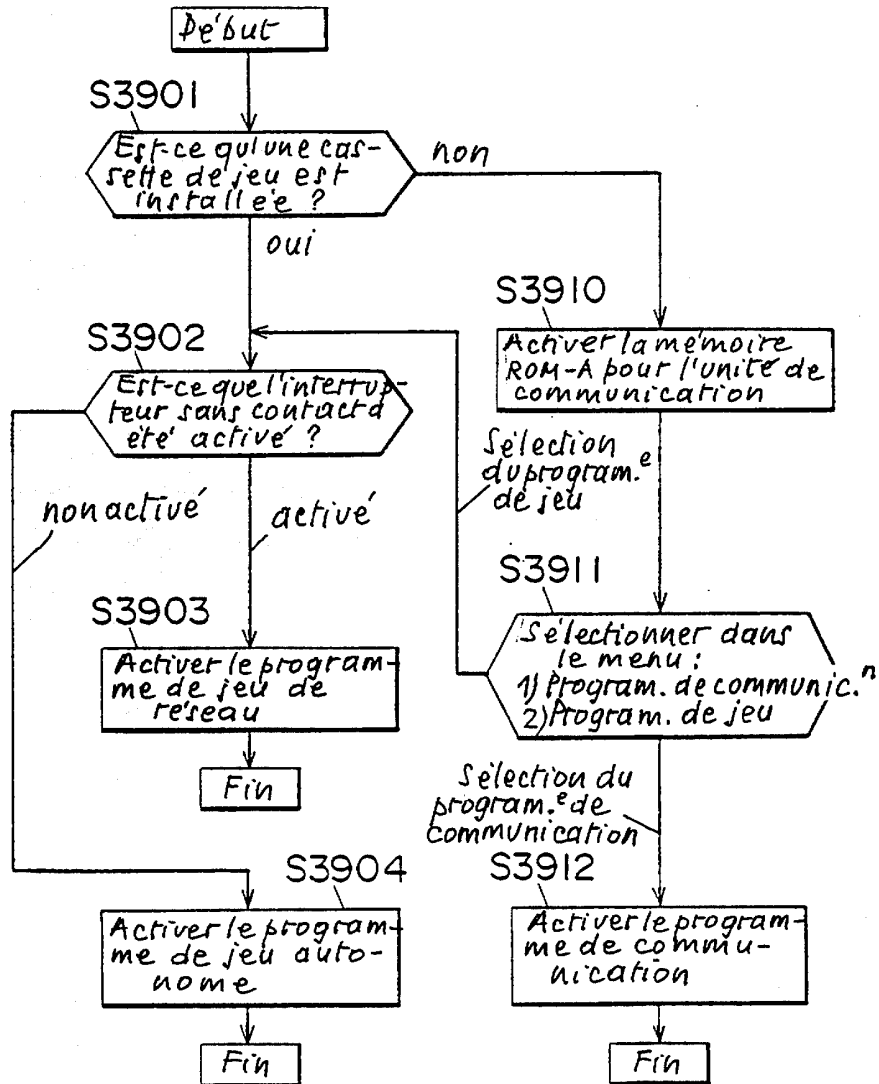 Début
S3901
Est-ce qu'une cas-
sette de jeu est
installée ?
non
oui
S3910
Activer la mémoire
ROM-A pour l'unité de
communication
S3902
Est-ce que l'interrup-
teur sans contact a
été activé ?
Sélection
du program.e
de jeu
non activé
activé
S3911
Sélectionner dans
le menu :
1) Program. de communic.n
2) Program. de jeu
S3903
Activer le program-
me de jeu de
réseau
Fin
Sélection du
program.e de
communication
S3904
Activer le program-
me de jeu auto-
nome
Fin
S3912
Activer le program-
me de commu-
nication
Fin